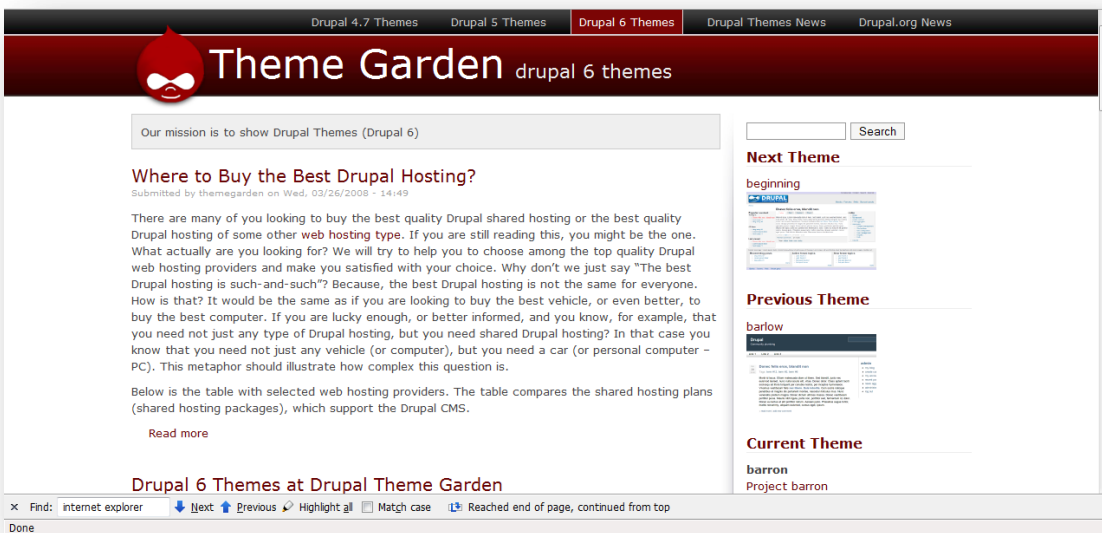 Drupal 4.7 Themes Drupal 5 Themes Drupal 6 Themes Drupal Themes News Drupal.org News
Theme Garden drupal 6 themes
Our mission is to show Drupal Themes (Drupal 6)
Where to Buy the Best Drupal Hosting?
Submitted by themegarden on Wed, 03/26/2008 - 14:49
There are many of you looking to buy the best quality Drupal shared hosting or the best quality
Drupal hosting of some other web hosting type. If you are still reading this, you might be the one.
What actually are you looking for? We will try to help you to choose among the top quality Drupal
web hosting providers and make you satisfied with your choice. Why don’t we just say “The best
Drupal hosting is such-and-such”? Because, the best Drupal hosting is not the same for everyone.
How is that? It would be the same as if you are looking to buy the best vehicle, or even better, to
buy the best computer. If you are lucky enough, or better informed, and you know, for example, that
you need not just any type of Drupal hosting, but you need shared Drupal hosting? In that case you
know that you need not just any vehicle (or computer), but you need a car (or personal computer –
PC). This metaphor should illustrate how complex this question is.
Below is the table with selected web hosting providers. The table compares the shared hosting plans
(shared hosting packages), which support the Drupal CMS.
Read more
Drupal 6 Themes at Drupal Theme Garden
Search
Next Theme
beginning
DRUPAL
Previous Theme
barlow
Drupal
Current Theme
barron
Project barron
× Find: internet explorer Next Previous Highlight all Match case Reached end of page, continued from top
Done